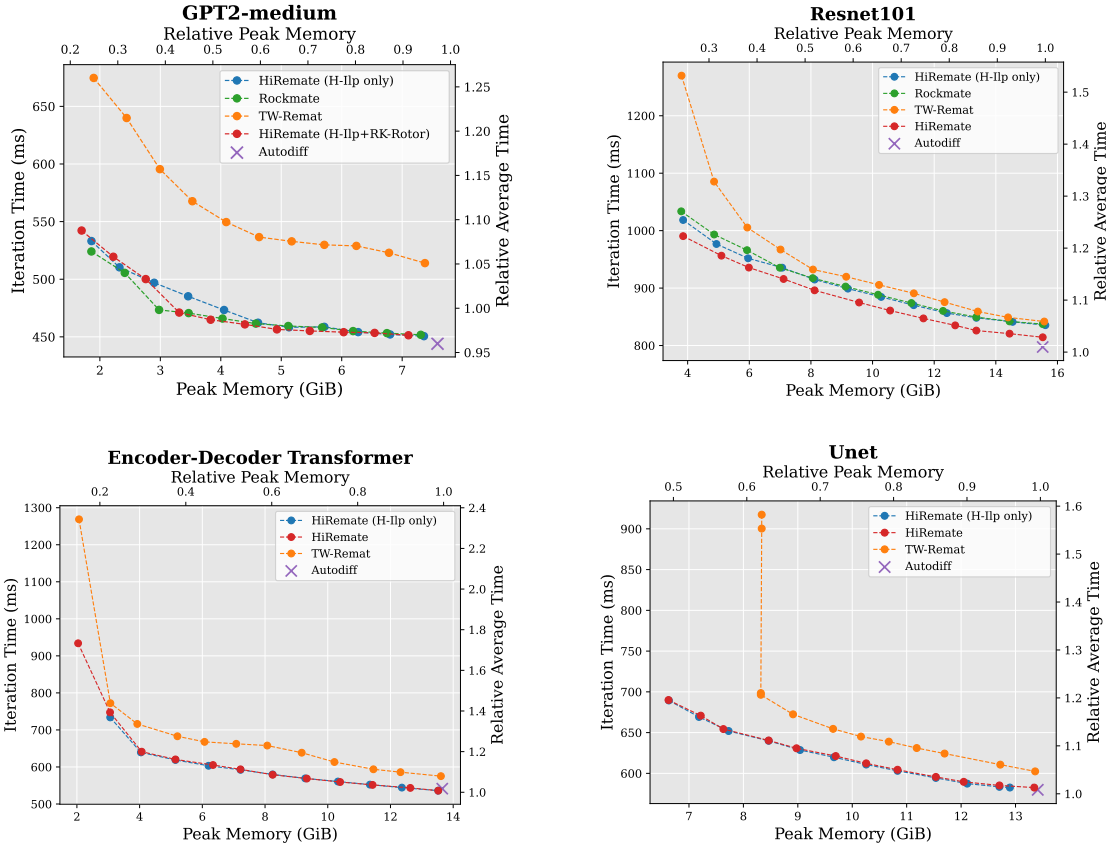 GPT2-medium
Relative Peak Memory
0.2 0.3 0.4 0.5 0.6 0.7 0.8 0.9 1.0
HiRemate (H-Ilp only)
Rockmate
TW-Remat
HiRemate (H-Ilp+RK-Rotor)
Autodiff
Iteration Time (ms)
650
600
550
500
450
1.25
1.20
1.15
1.10
1.05
1.00
0.95
Relative Average Time
2 3 4 5 6 7
Peak Memory (GiB)
Resnet101
Relative Peak Memory
0.3 0.4 0.5 0.6 0.7 0.8 0.9 1.0
HiRemate (H-Ilp only)
Rockmate
TW-Remat
HiRemate
Autodiff
Iteration Time (ms)
1200
1100
1000
900
800
1.5
1.4
1.3
1.2
1.1
1.0
Relative Average Time
4 6 8 10 12 14 16
Peak Memory (GiB)
Encoder-Decoder Transformer
Relative Peak Memory
0.2 0.4 0.6 0.8 1.0
HiRemate (H-Ilp only)
HiRemate
TW-Remat
Autodiff
Iteration Time (ms)
1300
1200
1100
1000
900
800
700
600
500
2.4
2.2
2.0
1.8
1.6
1.4
1.2
1.0
Relative Average Time
2 4 6 8 10 12 14
Peak Memory (GiB)
Unet
Relative Peak Memory
0.5 0.6 0.7 0.8 0.9 1.0
HiRemate (H-Ilp only)
HiRemate
TW-Remat
Autodiff
Iteration Time (ms)
900
850
800
750
700
650
600
1.6
1.5
1.4
1.3
1.2
1.1
1.0
Relative Average Time
7 8 9 10 11 12 13
Peak Memory (GiB)